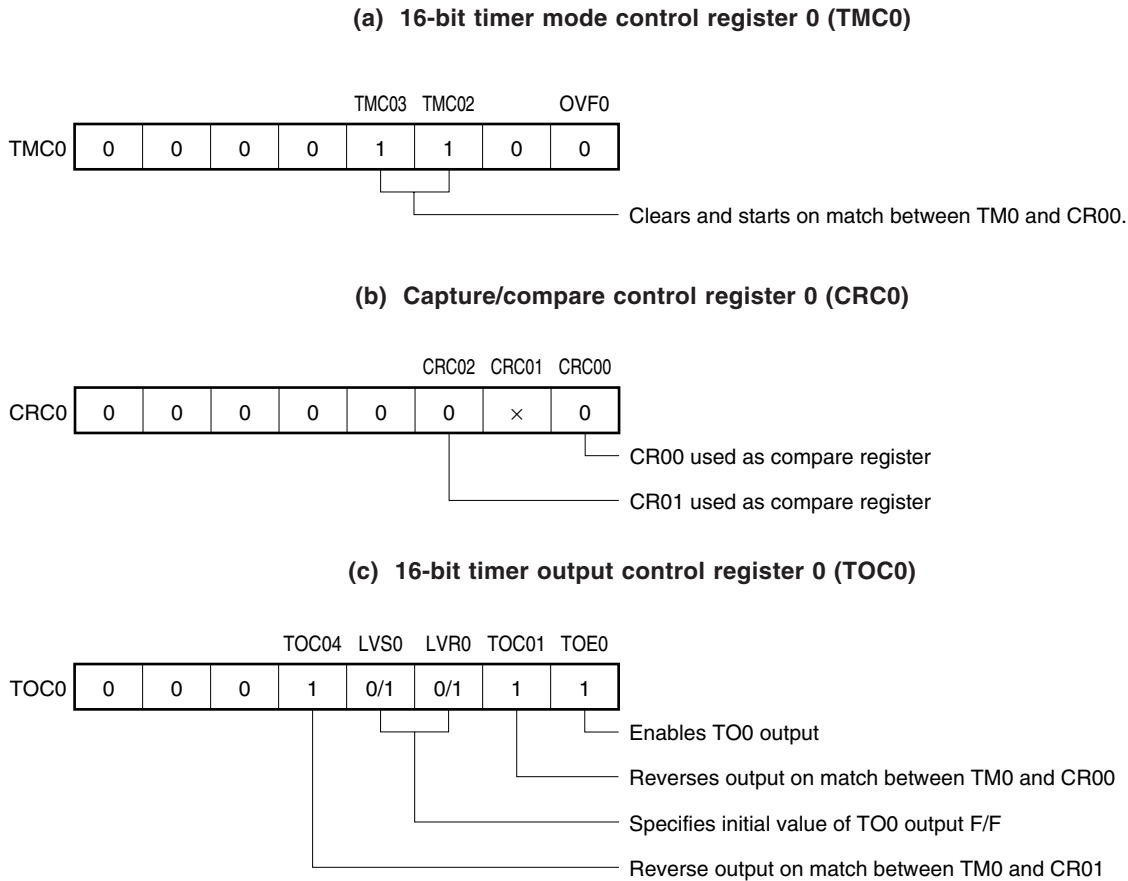 (a) 16-bit timer mode control register 0 (TMC0)
TMC03 TMC02 OVF0
TMC0 0 0 0 0 1 1 0 0
Clears and starts on match between TM0 and CR00.
(b) Capture/compare control register 0 (CRC0)
CRC02 CRC01 CRC00
CRC0 0 0 0 0 0 0 × 0
CR00 used as compare register
CR01 used as compare register
(c) 16-bit timer output control register 0 (TOC0)
TOC04 LVS0 LVR0 TOC01 TOE0
TOC0 0 0 0 1 0/1 0/1 1 1
Enables TO0 output
Reverses output on match between TM0 and CR00
Specifies initial value of TO0 output F/F
Reverse output on match between TM0 and CR01